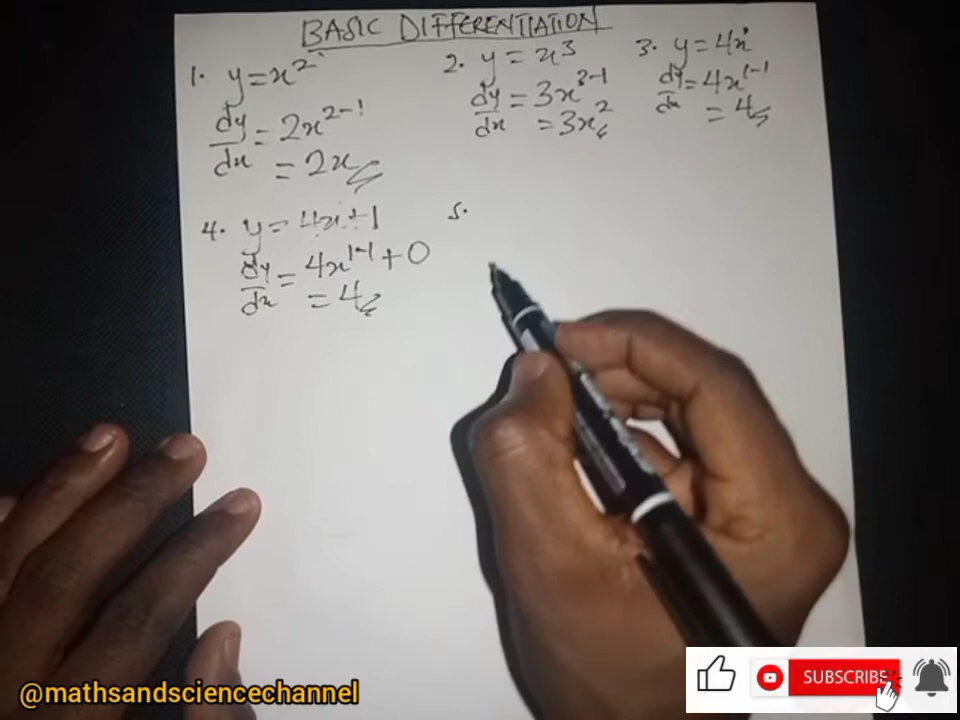 BASIC DIFFERENTIATION
1. y = x²
dy/dx = 2x²⁻¹
= 2x
2. y = x³
dy/dx = 3x³⁻¹
= 3x²
3. y = 4x¹
dy/dx = 4x¹⁻¹
= 4
4. y = 4x + 1
dy/dx = 4x¹⁻¹ + 0
= 4
5.
@mathsandsciencechannel
SUBSCRIBE